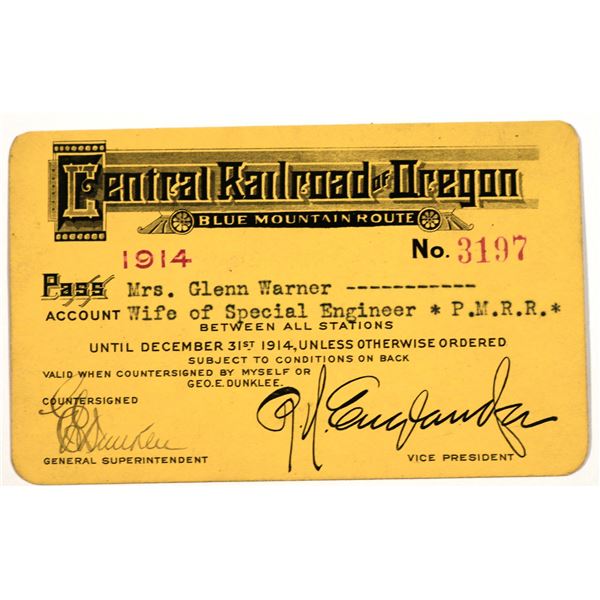 Central Railroad of Oregon
BLUE MOUNTAIN ROUTE
1914 No. 3197
Pass Mrs. Glenn Warner -----------
ACCOUNT Wife of Special Engineer * P.M.R.R.*
BETWEEN ALL STATIONS
UNTIL DECEMBER 31ST 1914, UNLESS OTHERWISE ORDERED
SUBJECT TO CONDITIONS ON BACK
VALID WHEN COUNTERSIGNED BY MYSELF OR
GEO. E. DUNKLEE.
COUNTERSIGNED
GENERAL SUPERINTENDENT VICE PRESIDENT